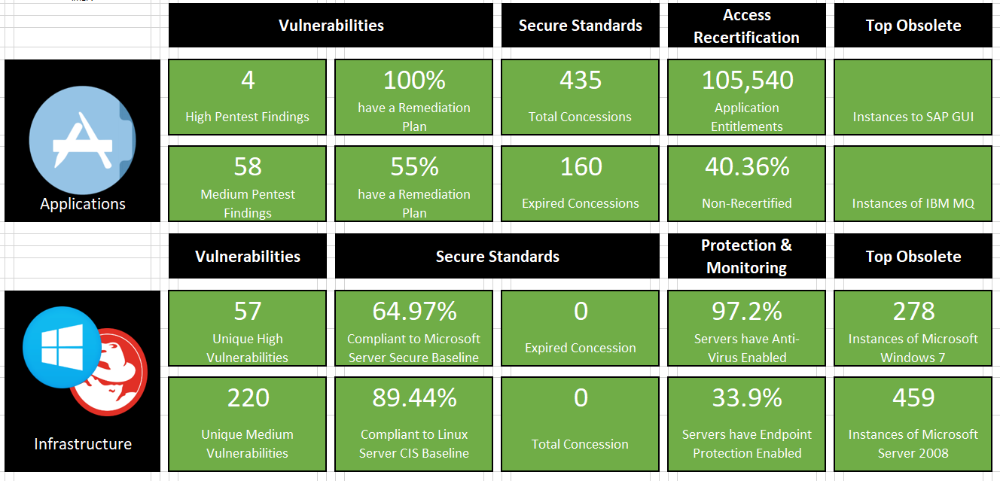 Vulnerabilities
Secure Standards
Access
Recertification
Top Obsolete
Applications
4
High Pentest Findings
100%
have a Remediation
Plan
435
Total Concessions
105,540
Application
Entitlements
Instances to SAP GUI
58
Medium Pentest
Findings
55%
have a Remediation
Plan
160
Expired Concessions
40.36%
Non-Recertified
Instances of IBM MQ
Vulnerabilities
Secure Standards
Protection &
Monitoring
Top Obsolete
Infrastructure
57
Unique High
Vulnerabilities
64.97%
Compliant to Microsoft
Server Secure Baseline
0
Expired Concession
97.2%
Servers have Anti-
Virus Enabled
278
Instances of Microsoft
Windows 7
220
Unique Medium
Vulnerabilities
89.44%
Compliant to Linux
Server CIS Baseline
0
Total Concession
33.9%
Servers have Endpoint
Protection Enabled
459
Instances of Microsoft
Server 2008